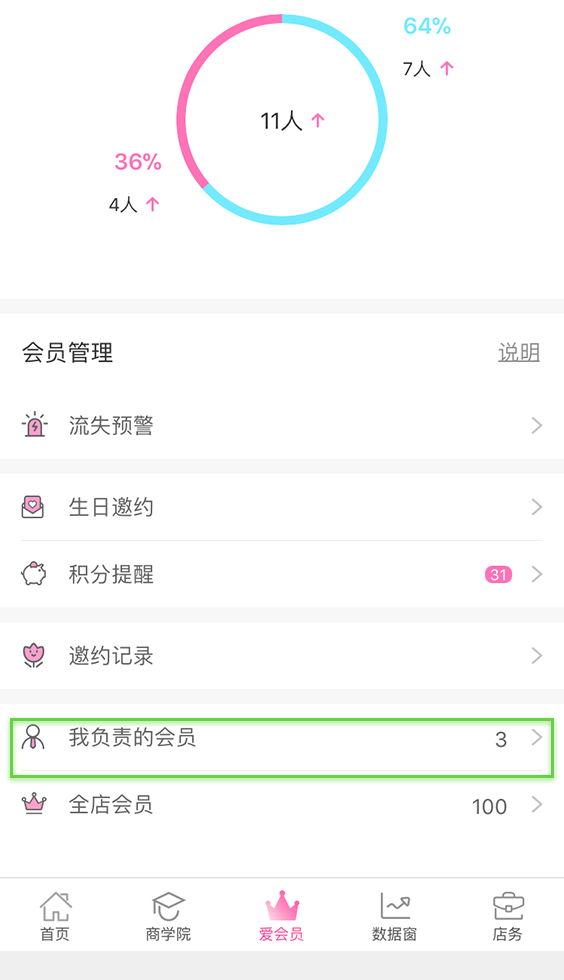 64%
7人
11人
36%
4人
会员管理 说明
流失预警
生日邀约
积分提醒 31
邀约记录
我负责的会员 3
全店会员 100
首页 商学院 爱会员 数据窗 店务